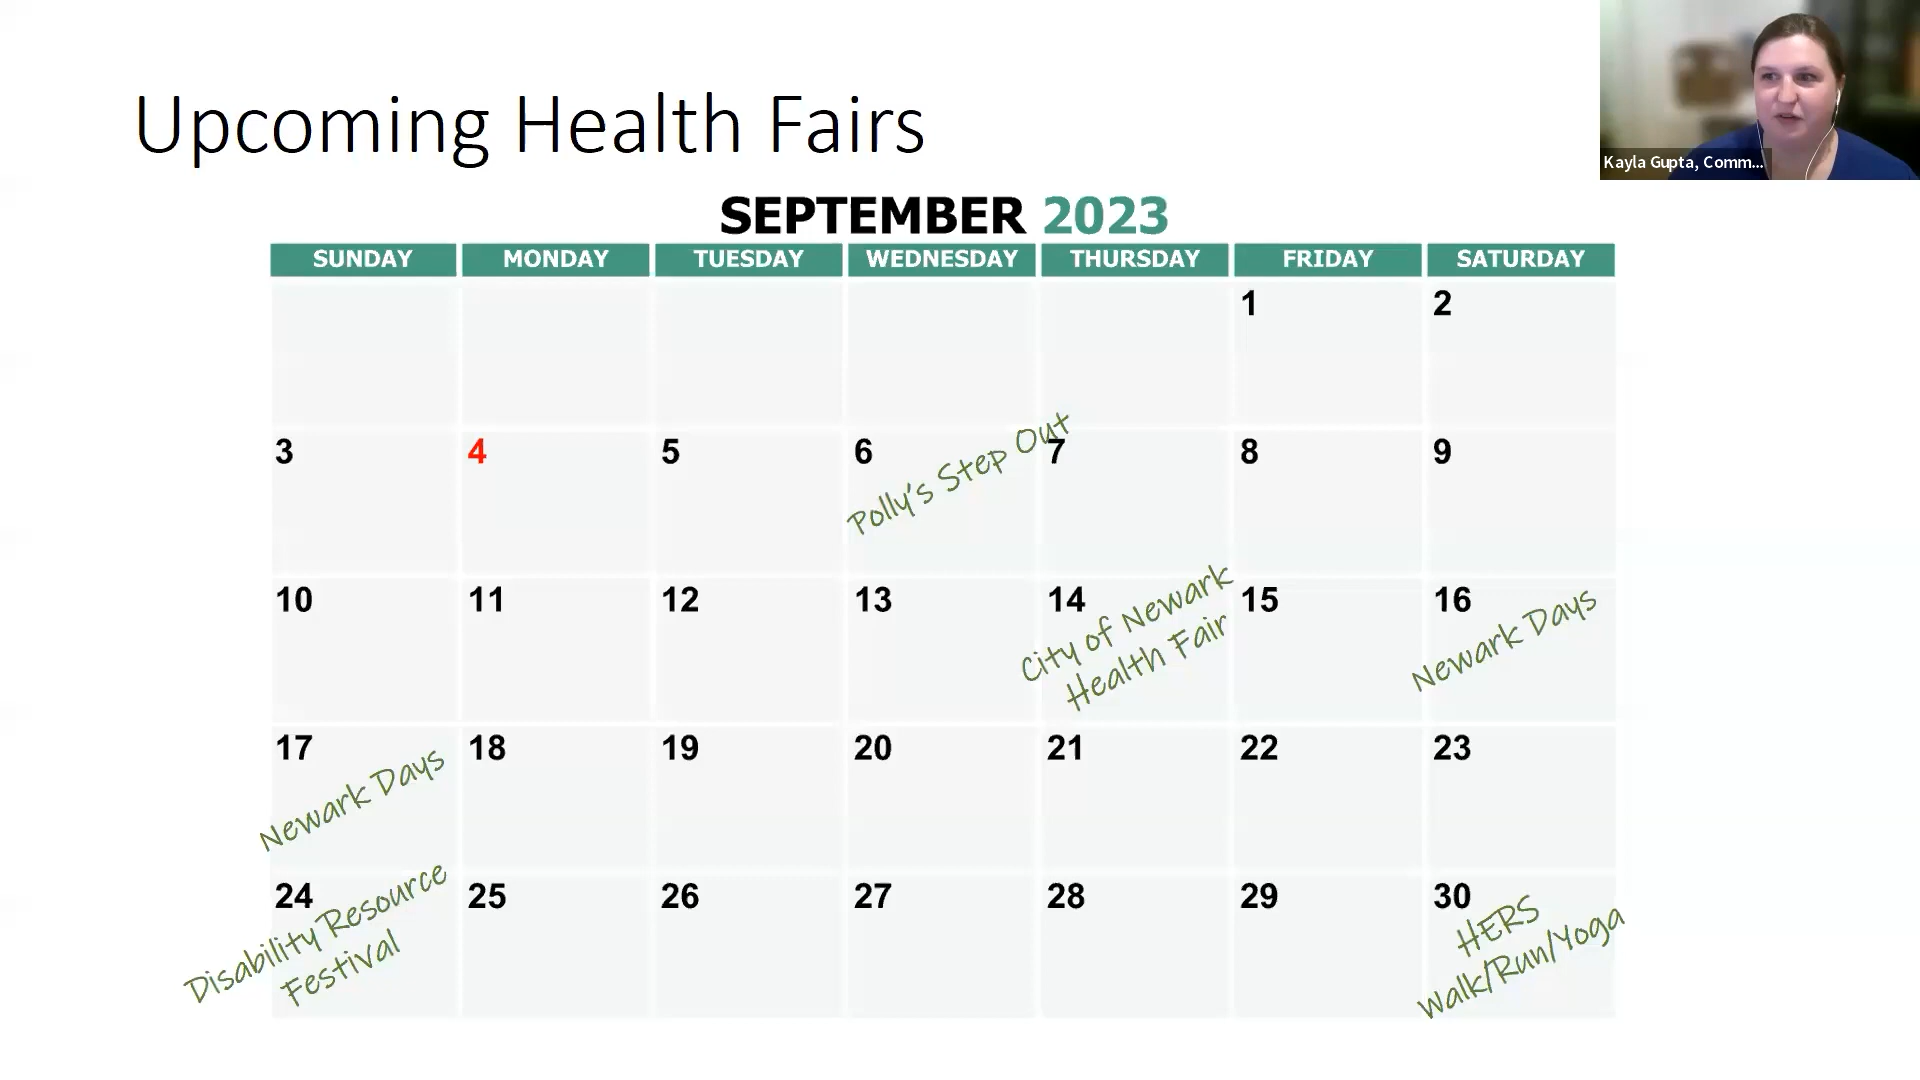 Upcoming Health Fairs
Kayla Gupta, Comm...
SEPTEMBER 2023
SUNDAY MONDAY TUESDAY WEDNESDAY THURSDAY FRIDAY SATURDAY
1 2
3 4 5 6 7 8 9
Polly's Step Out
10 11 12 13 14 15 16
City of Newark
Health Fair
Newark Days
17 18 19 20 21 22 23
Newark Days
24 25 26 27 28 29 30
Disability Resource
Festival
HERS
Walk/Run/Yoga